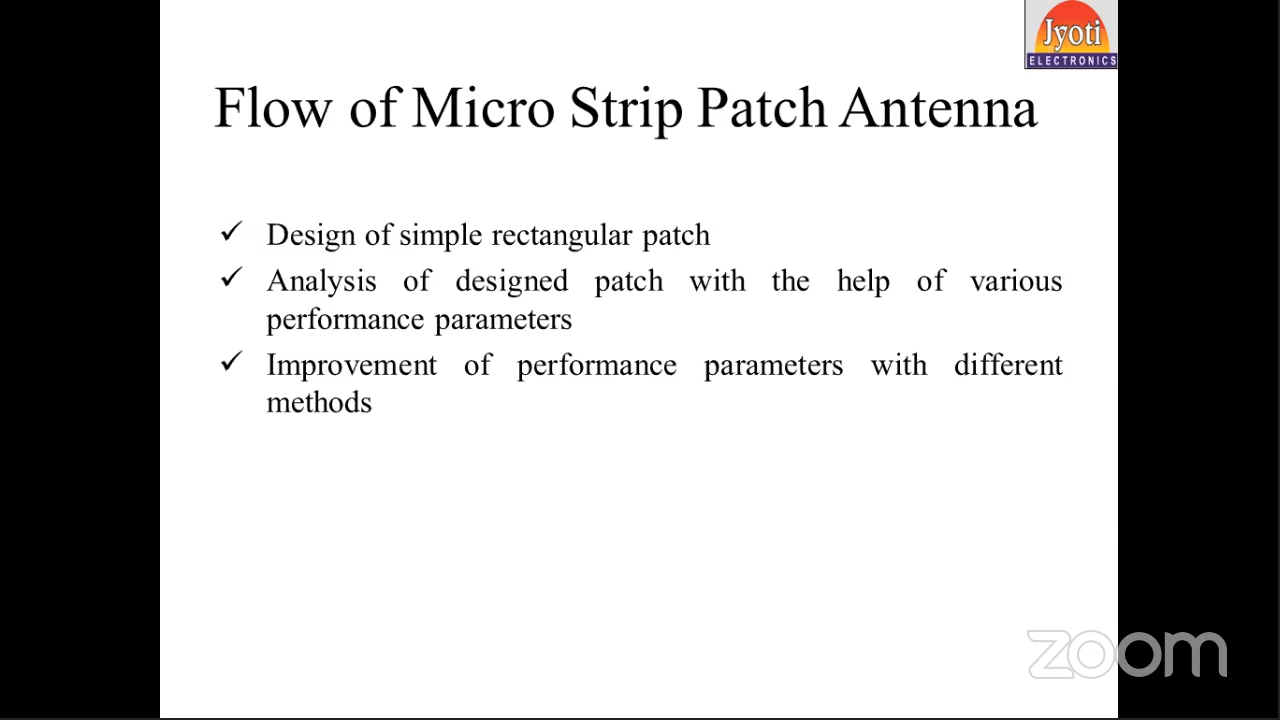 Jyoti
ELECTRONICS
Flow of Micro Strip Patch Antenna
✓ Design of simple rectangular patch
✓ Analysis of designed patch with the help of various
performance parameters
✓ Improvement of performance parameters with different
methods
zoom